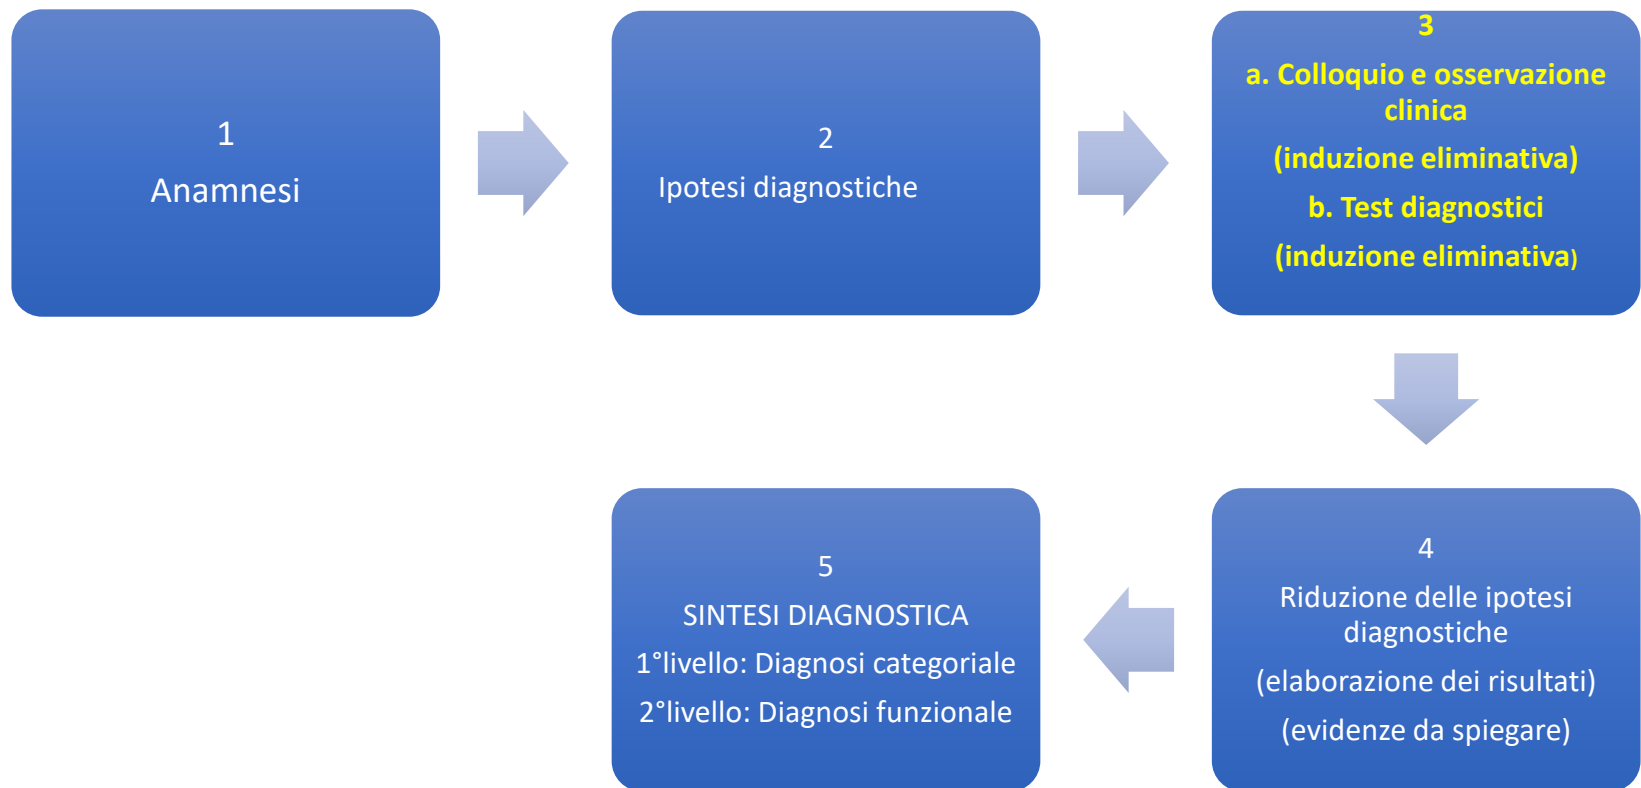 1
Anamnesi
2
Ipotesi diagnostiche
3
a. Colloquio e osservazione
clinica
(induzione eliminativa)
b. Test diagnostici
(induzione eliminativa)
4
Riduzione delle ipotesi
diagnostiche
(elaborazione dei risultati)
(evidenze da spiegare)
5
SINTESI DIAGNOSTICA
1°livello: Diagnosi categoriale
2°livello: Diagnosi funzionale